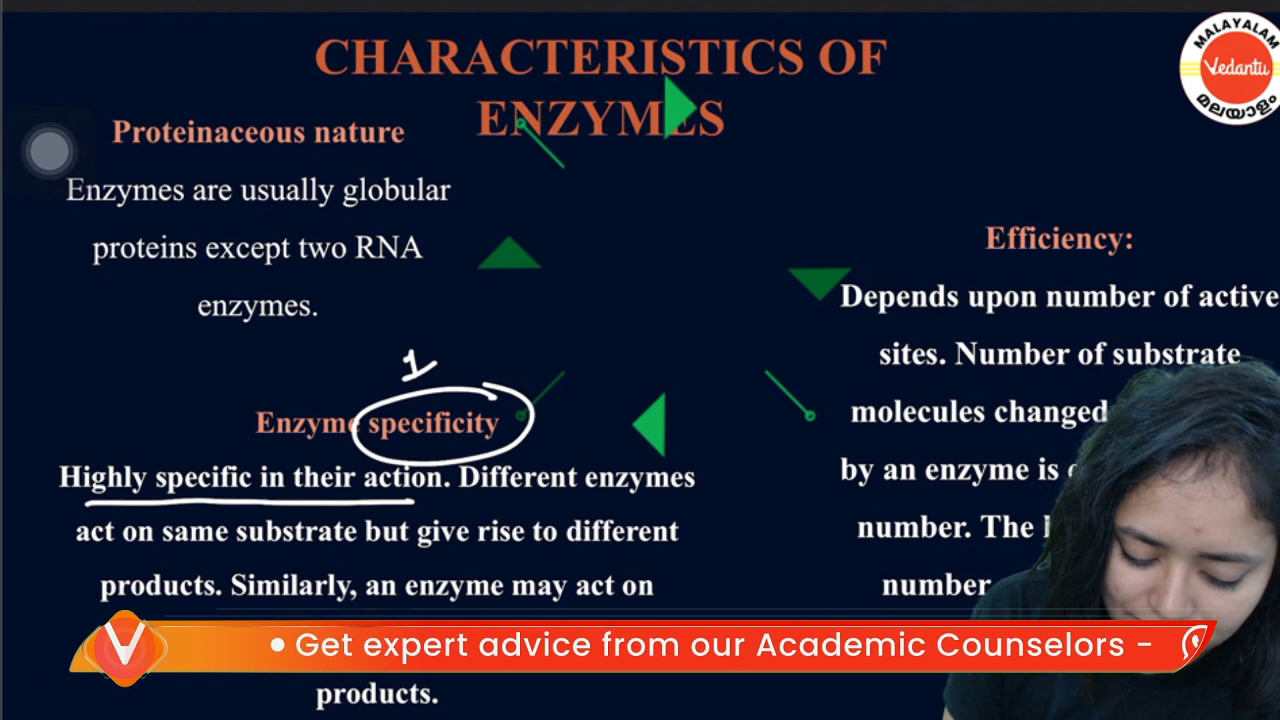 CHARACTERISTICS OF
ENZYMES
MALAYALAM
Vedantu
മലയാളം
Proteinaceous nature
Enzymes are usually globular
proteins except two RNA
enzymes.
1
Enzyme specificity
Highly specific in their action. Different enzymes
act on same substrate but give rise to different
products. Similarly, an enzyme may act on
products.
Efficiency:
Depends upon number of active
sites. Number of substrate
molecules changed
by an enzyme is
number. The
number
V
• Get expert advice from our Academic Counselors -